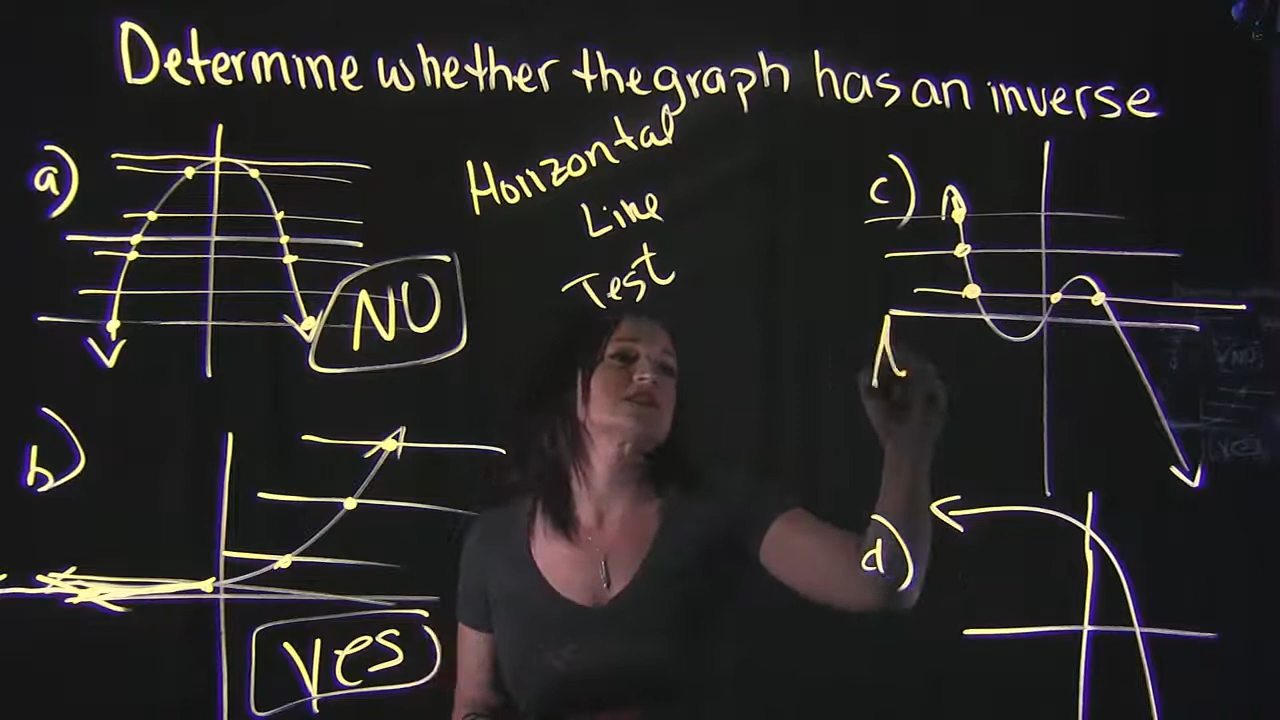 Determine whether the graph has an inverse
Horizontal
Line
Test
a)
NO
b)
yes
c)
d)